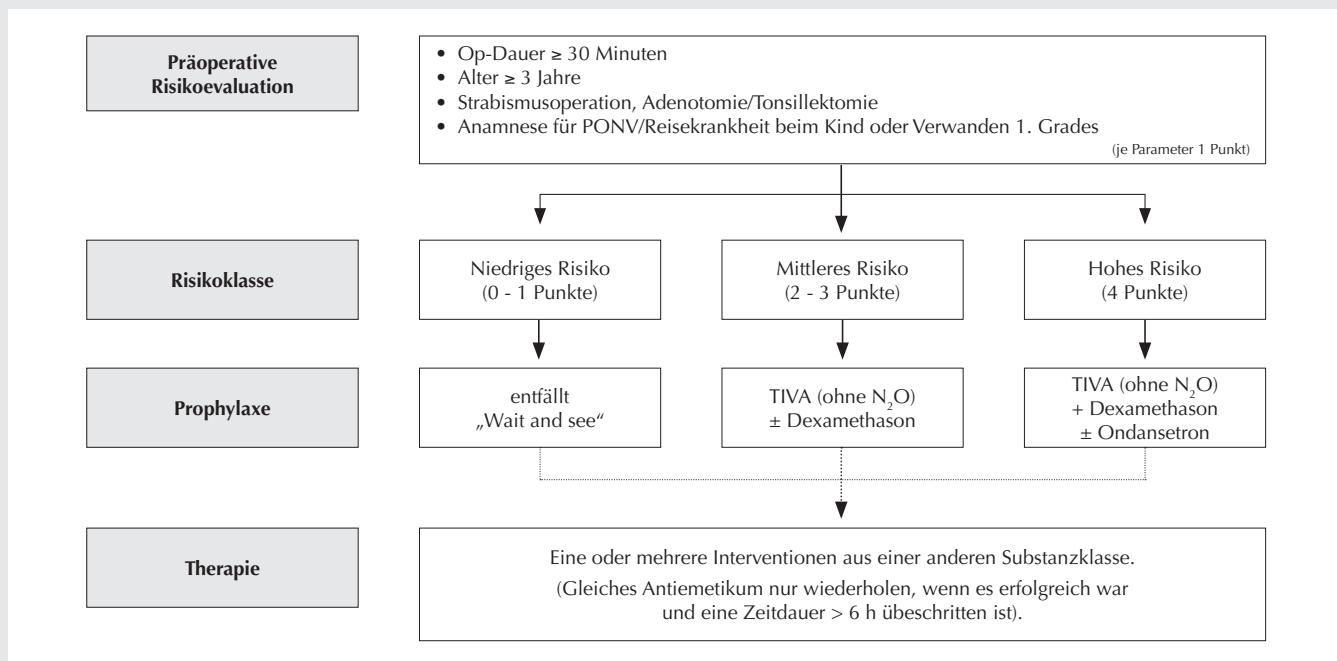 Präoperative
Risikoevaluation
• Op-Dauer ≥ 30 Minuten
• Alter ≥ 3 Jahre
• Strabismusoperation, Adenotomie/Tonsillektomie
• Anamnese für PONV/Reisekrankheit beim Kind oder Verwanden 1. Grades
(je Parameter 1 Punkt)
Risikoklasse
Niedriges Risiko
(0 - 1 Punkte)
Mittleres Risiko
(2 - 3 Punkte)
Hohes Risiko
(4 Punkte)
Prophylaxe
entfällt
„Wait and see“
TIVA (ohne N₂O)
± Dexamethason
TIVA (ohne N₂O)
+ Dexamethason
± Ondansetron
Therapie
Eine oder mehrere Interventionen aus einer anderen Substanzklasse.
(Gleiches Antiemetikum nur wiederholen, wenn es erfolgreich war
und eine Zeitdauer > 6 h übeschritten ist).